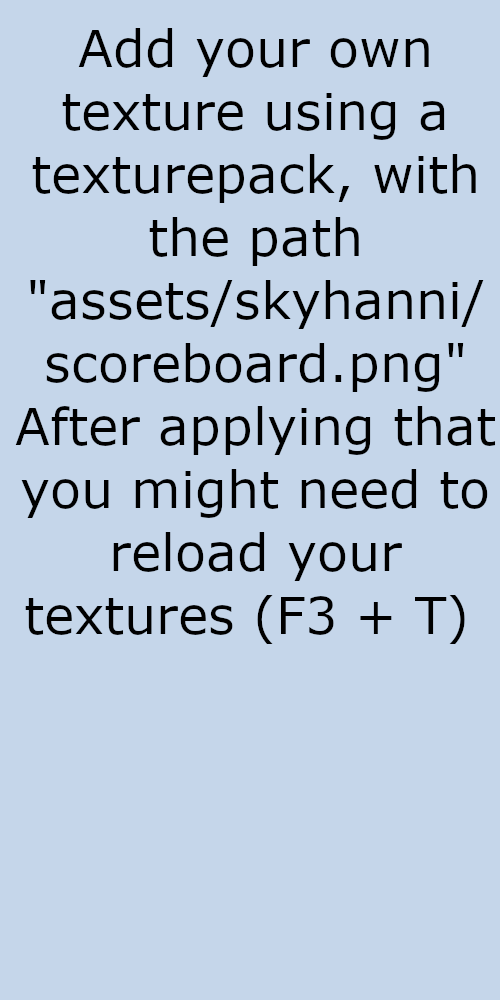 Add your own
texture using a
texturepack, with
the path
"assets/skyhanni/
scoreboard.png"
After applying that
you might need to
reload your
textures (F3 + T)